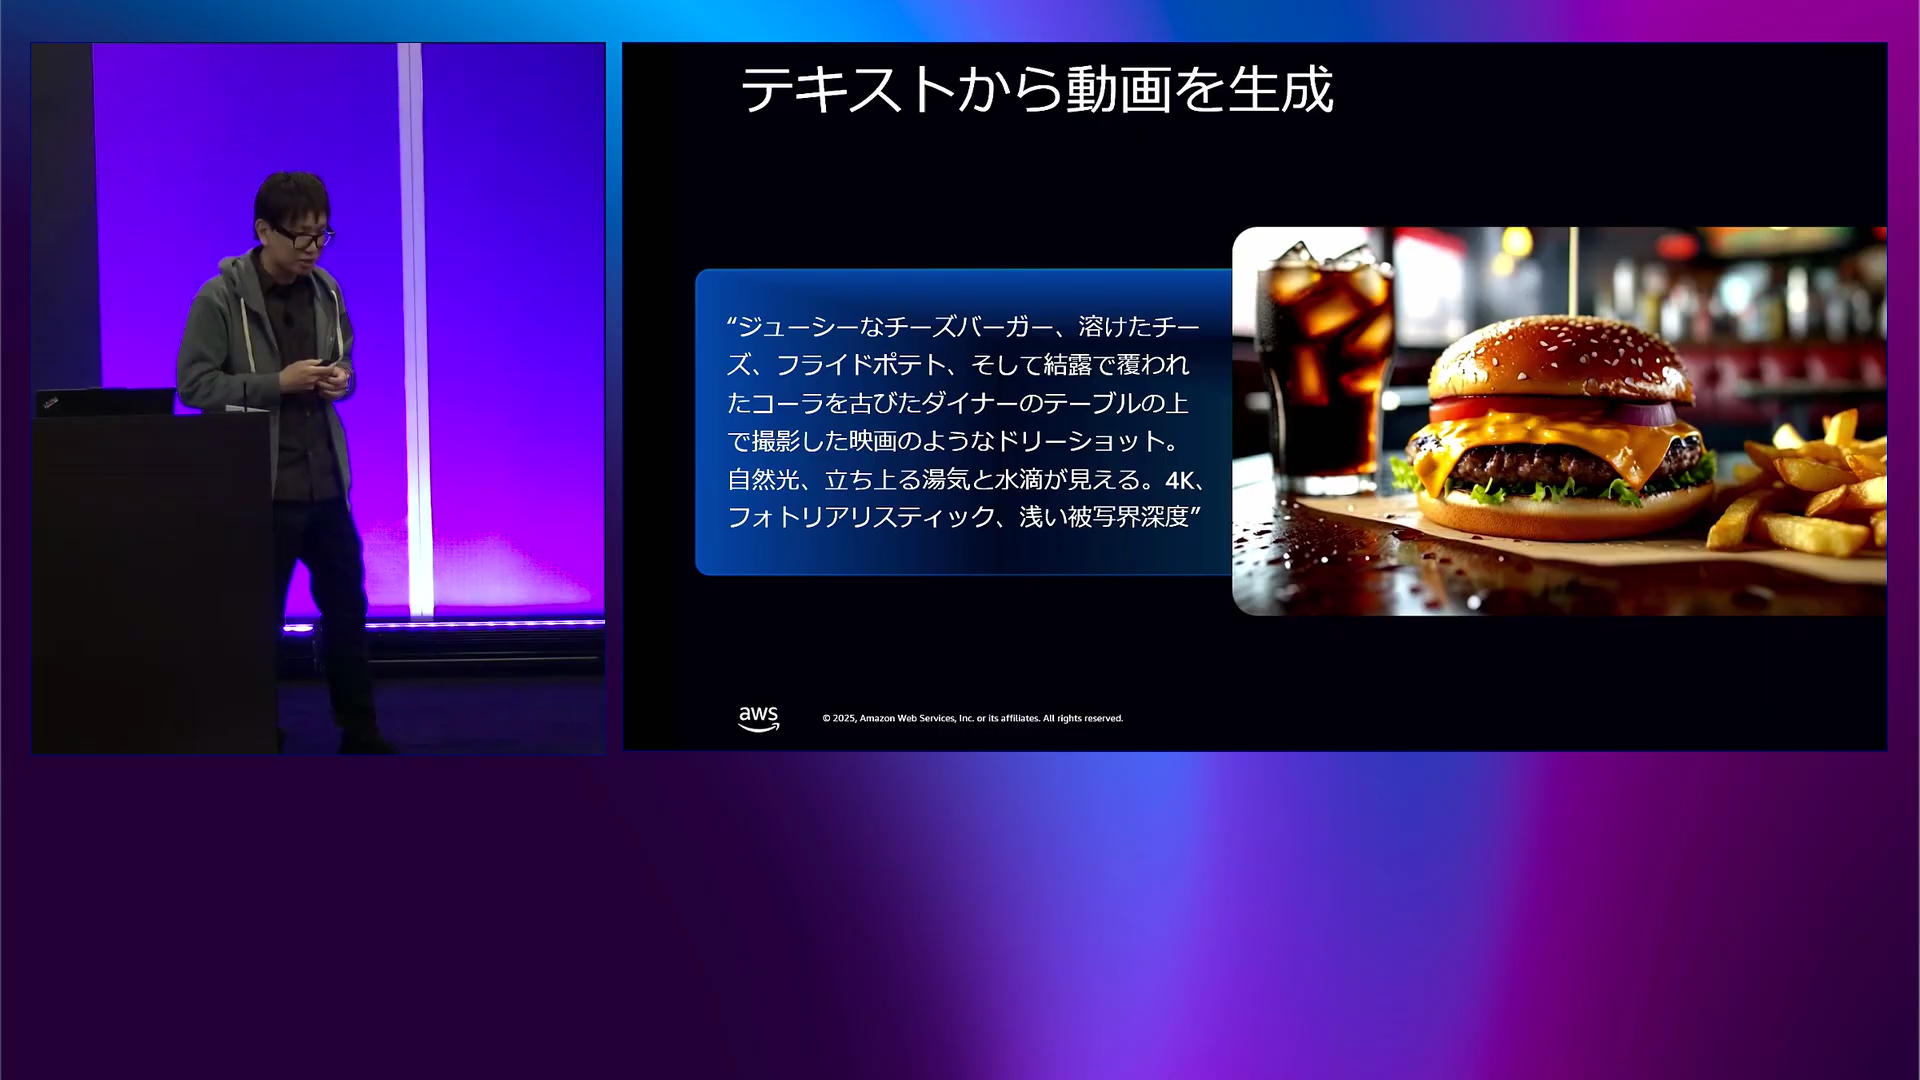 テキストから動画を生成
“ジューシーなチーズバーガー、溶けたチー
ズ、フライドポテト、そして結露で覆われ
たコーラを古びたダイナーのテーブルの上
で撮影した映画のようなドリーショット。
自然光、立ち上る湯気と水滴が見える。4K、
フォトリアリスティック、浅い被写界深度”
aws
© 2025, Amazon Web Services, Inc. or its affiliates. All rights reserved.